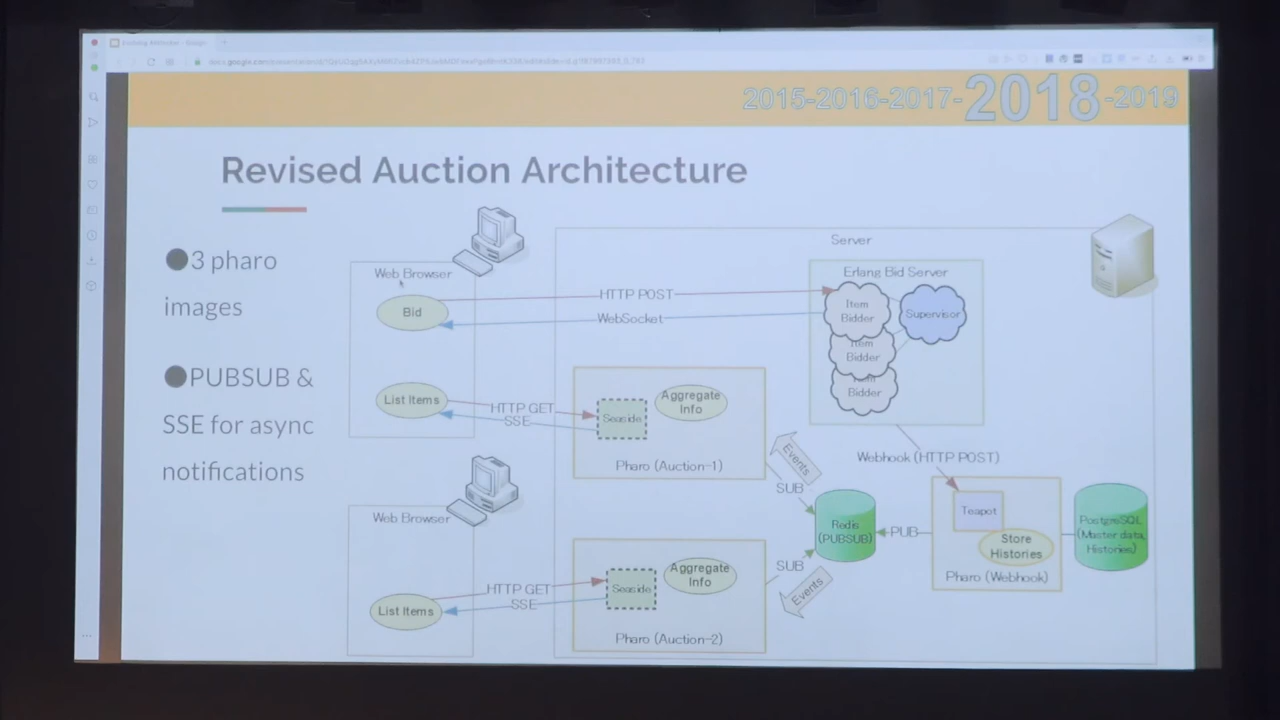 2015-2016-2017-2018-2019
Revised Auction Architecture
●3 pharo
images
●PUBSUB &
SSE for async
notifications
Server
Web Browser
Bid
List Items
HTTP POST
WebSocket
Erlang Bid Server
Item
Bidder
Supervisor
Item
Bidder
Item
Bidder
HTTP GET
SSE
Seaside
Aggregate
Info
Pharo (Auction-1)
Events
SUB
Webhook (HTTP POST)
Redis
(PUBSUB)
PUB
Teapot
Store
Histories
Pharo (Webhook)
PostgreSQL
(Master data,
Histories)
Web Browser
List Items
HTTP GET
SSE
Seaside
Aggregate
Info
Pharo (Auction-2)
SUB
Events